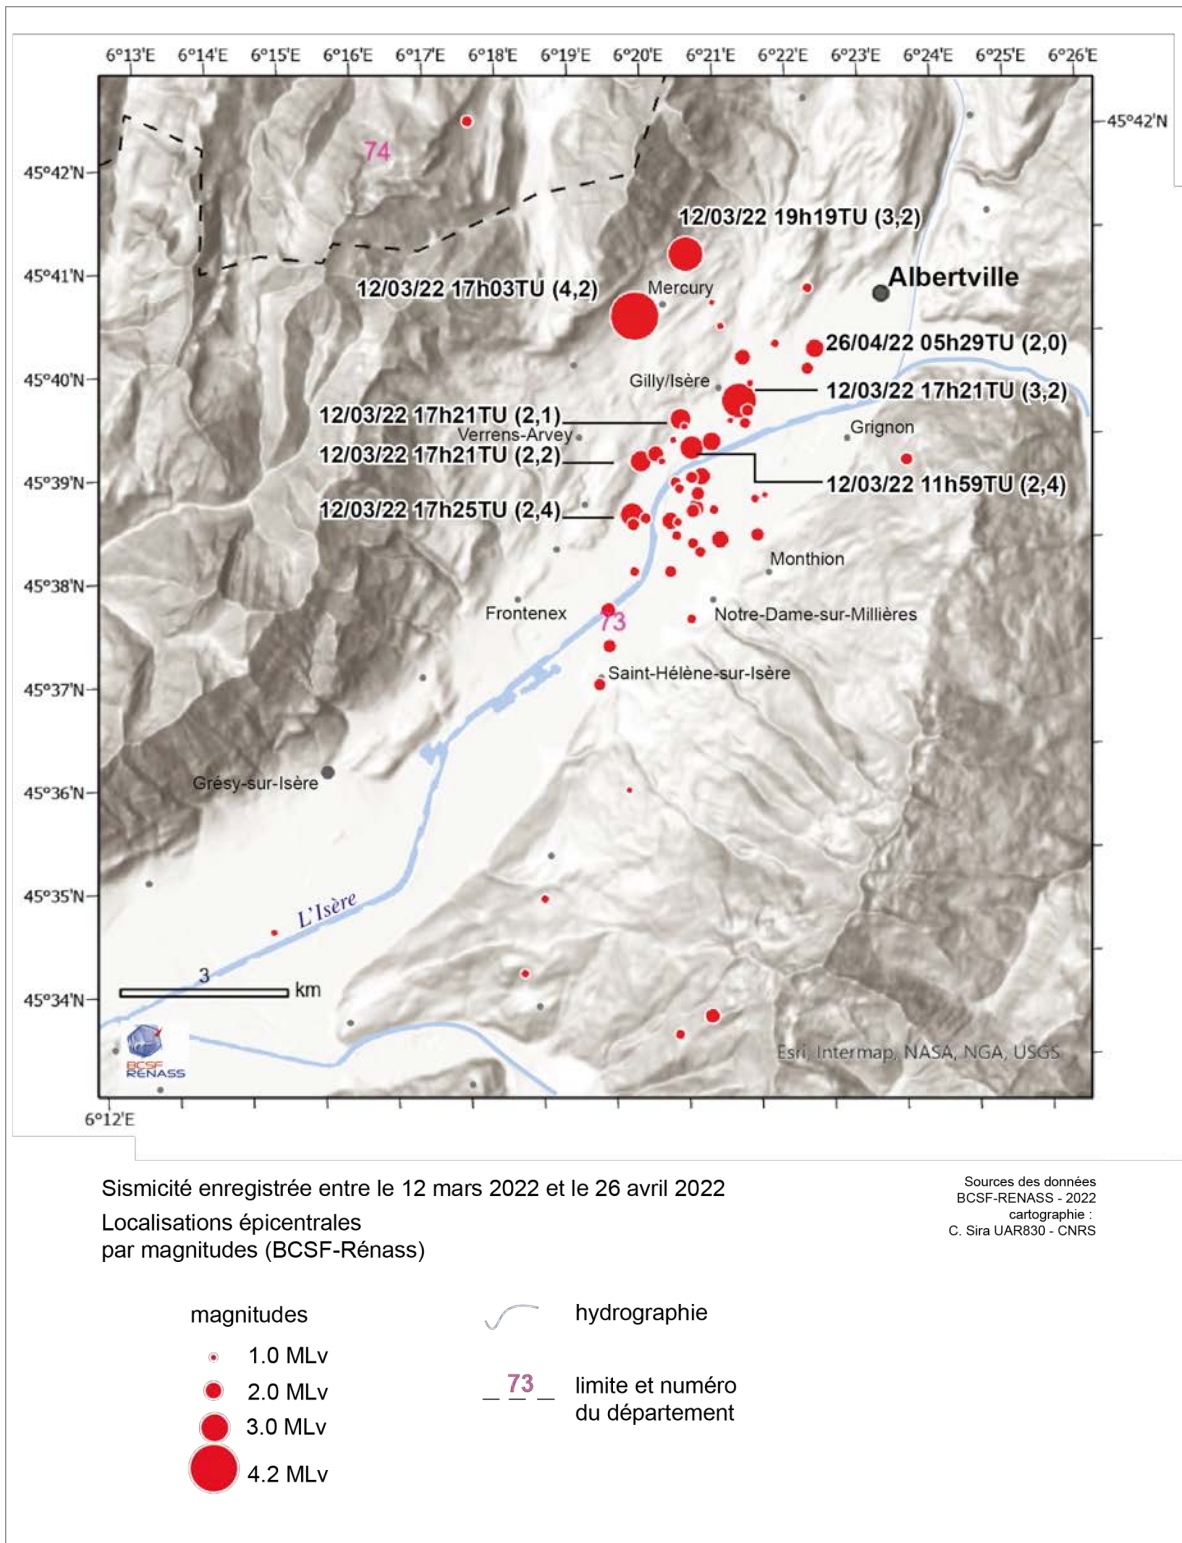 6°13'E 6°14'E 6°15'E 6°16'E 6°17'E 6°18'E 6°19'E 6°20'E 6°21'E 6°22'E 6°23'E 6°24'E 6°25'E 6°26'E
45°42'N
74
45°42'N
12/03/22 19h19TU (3,2)
45°41'N
Albertville
12/03/22 17h03TU (4,2)
Mercury
26/04/22 05h29TU (2,0)
45°40'N
Gilly/Isère
12/03/22 17h21TU (3,2)
12/03/22 17h21TU (2,1)
Verrens-Arvey
Grignon
12/03/22 17h21TU (2,2)
45°39'N
12/03/22 11h59TU (2,4)
12/03/22 17h25TU (2,4)
Monthion
45°38'N
Frontenex
73
Notre-Dame-sur-Millières
Saint-Hélène-sur-Isère
45°37'N
Grésy-sur-Isère
45°36'N
45°35'N
L'Isère
3
km
45°34'N
BCSF
RENASS
Esri, Intermap, NASA, NGA, USGS
6°12'E
Sismicité enregistrée entre le 12 mars 2022 et le 26 avril 2022
Localisations épicentrales
par magnitudes (BCSF-Rénass)
Sources des données
BCSF-RENASS - 2022
cartographie :
C. Sira UAR830 - CNRS
magnitudes
1.0 MLv
2.0 MLv
3.0 MLv
4.2 MLv
hydrographie
73
limite et numéro
du département